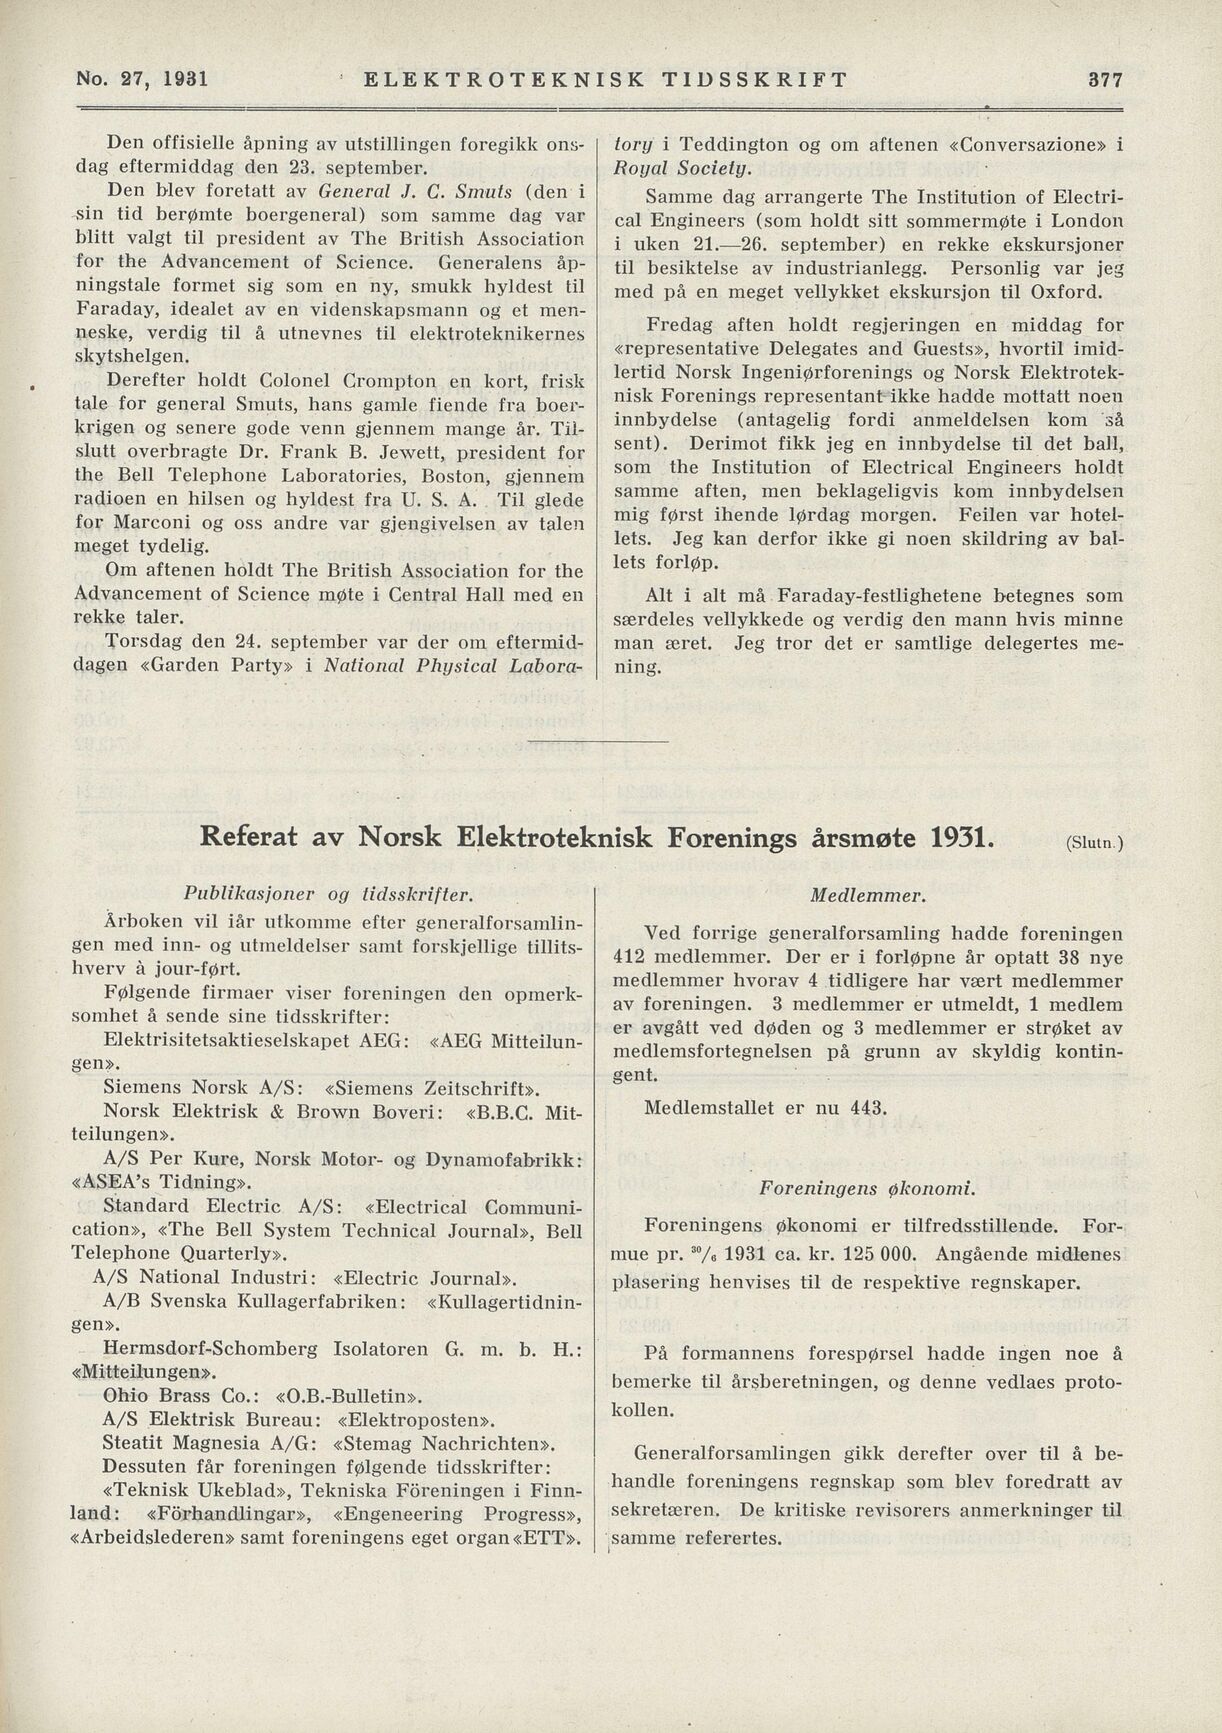 No. 27, 1931 ELEKTROTEKNISK TIDSSKRIFT 377
Den offisielle åpning av utstillingen foregikk ons-
dag eftermiddag den 23. september.
Den blev foretatt av General J. C. Smuts (den i
sin tid berømte boergeneral) som samme dag var
blitt valgt til president av The British Association
for the Advancement of Science. Generalens åp-
ningstale formet sig som en ny, smukk hyldest til
Faraday, idealet av en videnskapsmann og et men-
neske, verdig til å utnevnes til elektroteknikernes
skytshelgen.
Derefter holdt Colonel Crompton en kort, frisk
tale for general Smuts, hans gamle fiende fra boer-
krigen og senere gode venn gjennem mange år. Til-
slutt overbragte Dr. Frank B. Jewett, president for
the Bell Telephone Laboratories, Boston, gjennem
radioen en hilsen og hyldest fra U. S. A. Til glede
for Marconi og oss andre var gjengivelsen av talen
meget tydelig.
Om aftenen holdt The British Association for the
Advancement of Science møte i Central Hall med en
rekke taler.
Torsdag den 24. september var der om eftermid-
dagen «Garden Party» i National Physical Labora-
tory i Teddington og om aftenen «Conversazione» i
Royal Society.
Samme dag arrangerte The Institution of Electri-
cal Engineers (som holdt sitt sommermøte i London
i uken 21.—26. september) en rekke ekskursjoner
til besiktelse av industrianlegg. Personlig var jeg
med på en meget vellykket ekskursjon til Oxford.
Fredag aften holdt regjeringen en middag for
«representative Delegates and Guests», hvortil imid-
lertid Norsk Ingeniørforenings og Norsk Elektrotek-
nisk Forenings representant ikke hadde mottatt noen
innbydelse (antagelig fordi anmeldelsen kom så
sent). Derimot fikk jeg en innbydelse til det ball,
som the Institution of Electrical Engineers holdt
samme aften, men beklageligvis kom innbydelsen
mig først ihende lørdag morgen. Feilen var hotel-
lets. Jeg kan derfor ikke gi noen skildring av bal-
lets forløp.
Alt i alt må Faraday-festlighetene betegnes som
særdeles vellykkede og verdig den mann hvis minne
man æret. Jeg tror det er samtlige delegertes me-
ning.
Referat av Norsk Elektroteknisk Forenings årsmøte 1931. (Slutn.)
Publikasjoner og tidsskrifter.
Årboken vil iår utkomme efter generalforsamlin-
gen med inn- og utmeldelser samt forskjellige tillits-
hverv à jour-ført.
Følgende firmaer viser foreningen den opmerk-
somhet å sende sine tidsskrifter:
Elektrisitetsaktieselskapet AEG: «AEG Mitteilun-
gen».
Siemens Norsk A/S: «Siemens Zeitschrift».
Norsk Elektrisk & Brown Boveri: «B.B.C. Mit-
teilungen».
A/S Per Kure, Norsk Motor- og Dynamofabrikk:
«ASEA's Tidning».
Standard Electric A/S: «Electrical Communi-
cation», «The Bell System Technical Journal», Bell
Telephone Quarterly».
A/S National Industri: «Electric Journal».
A/B Svenska Kullagerfabriken: «Kullagertidnin-
gen».
Hermsdorf-Schomberg Isolatoren G. m. b. H.:
«Mitteilungen».
Ohio Brass Co.: «O.B.-Bulletin».
A/S Elektrisk Bureau: «Elektroposten».
Steatit Magnesia A/G: «Stemag Nachrichten».
Dessuten får foreningen følgende tidsskrifter:
«Teknisk Ukeblad», Tekniska Föreningen i Finn-
land: «Förhandlingar», «Engeneering Progress»,
«Arbeidslederen» samt foreningens eget organ «ETT».
Medlemmer.
Ved forrige generalforsamling hadde foreningen
412 medlemmer. Der er i forløpne år optatt 38 nye
medlemmer hvorav 4 tidligere har vært medlemmer
av foreningen. 3 medlemmer er utmeldt, 1 medlem
er avgått ved døden og 3 medlemmer er strøket av
medlemsfortegnelsen på grunn av skyldig kontin-
gent.
Medlemstallet er nu 443.
Foreningens økonomi.
Foreningens økonomi er tilfredsstillende. For-
mue pr. 30/6 1931 ca. kr. 125 000. Angående midlenes
plasering henvises til de respektive regnskaper.
På formannens forespørsel hadde ingen noe å
bemerke til årsberetningen, og denne vedlaes proto-
kollen.
Generalforsamlingen gikk derefter over til å be-
handle foreningens regnskap som blev foredratt av
sekretæren. De kritiske revisorers anmerkninger til
samme referertes.